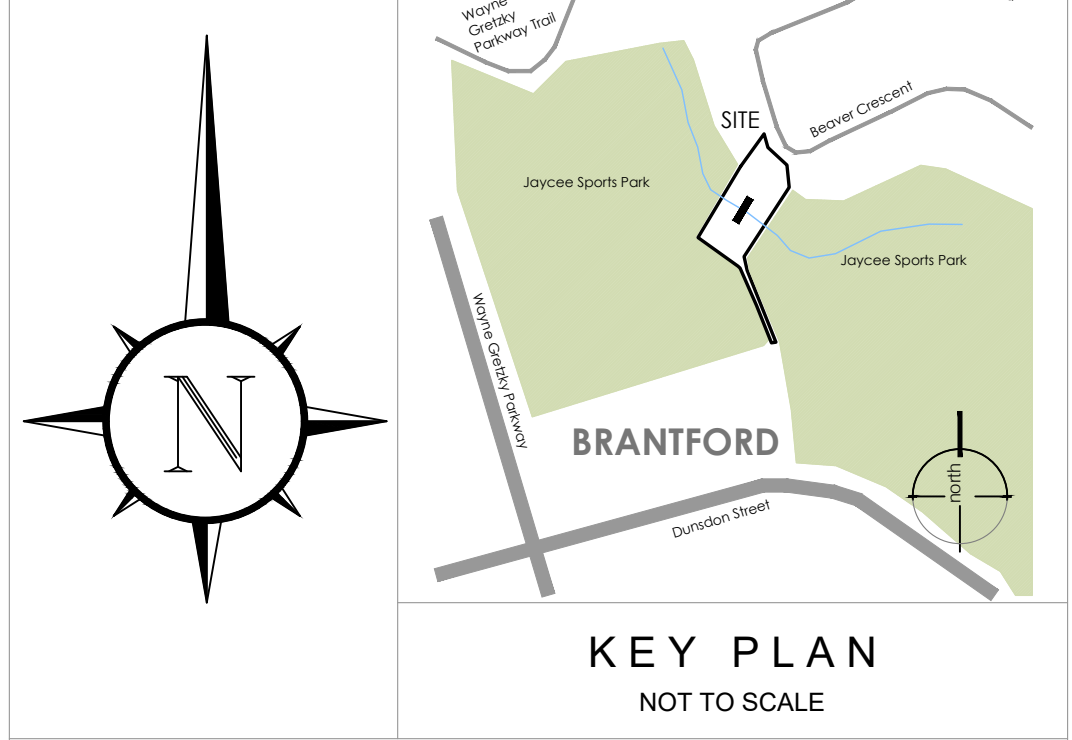 Wayne
Gretzky
Parkway Trail
Beaver Crescent
SITE
Jaycee Sports Park
Jaycee Sports Park
Wayne Gretzky Parkway
N
BRANTFORD
north
Dunsdon Street
KEY PLAN
NOT TO SCALE